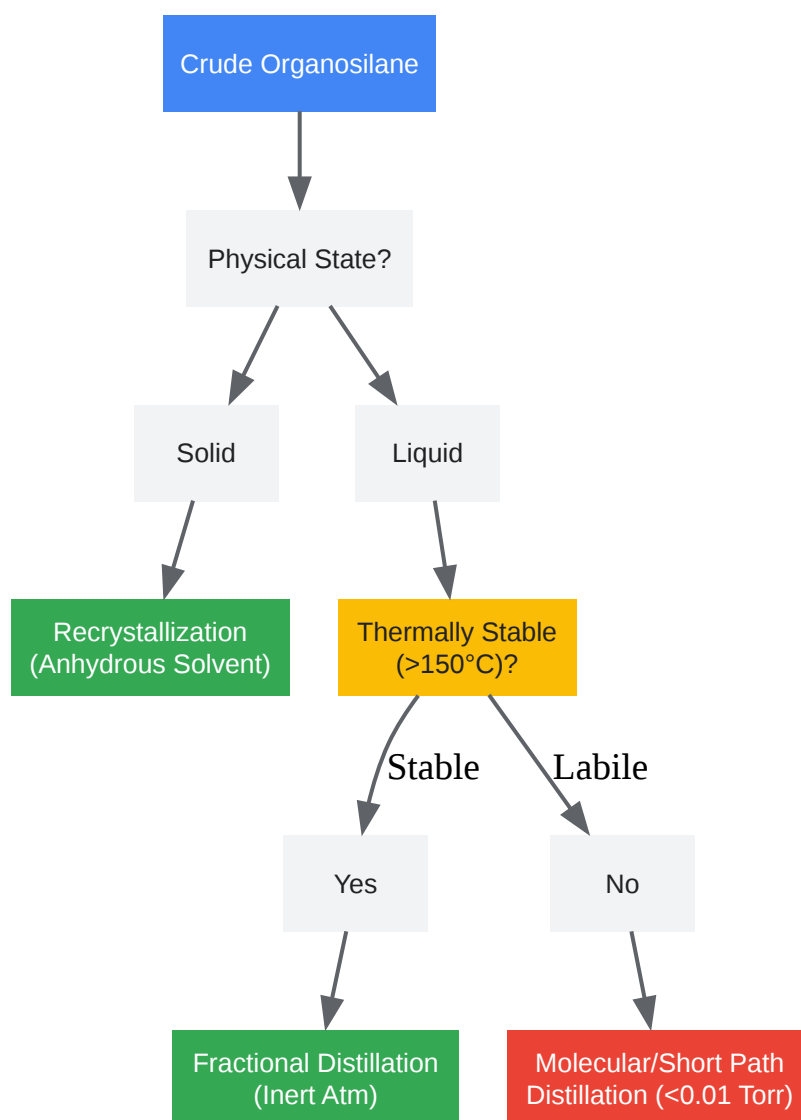 Crude Organosilane
Physical State?
Solid
Liquid
Recrystallization
(Anhydrous Solvent)
Thermally Stable
(>150°C)?
Stable
Labile
Yes
No
Fractional Distillation
(Inert Atm)
Molecular/Short Path
Distillation (<0.01 Torr)